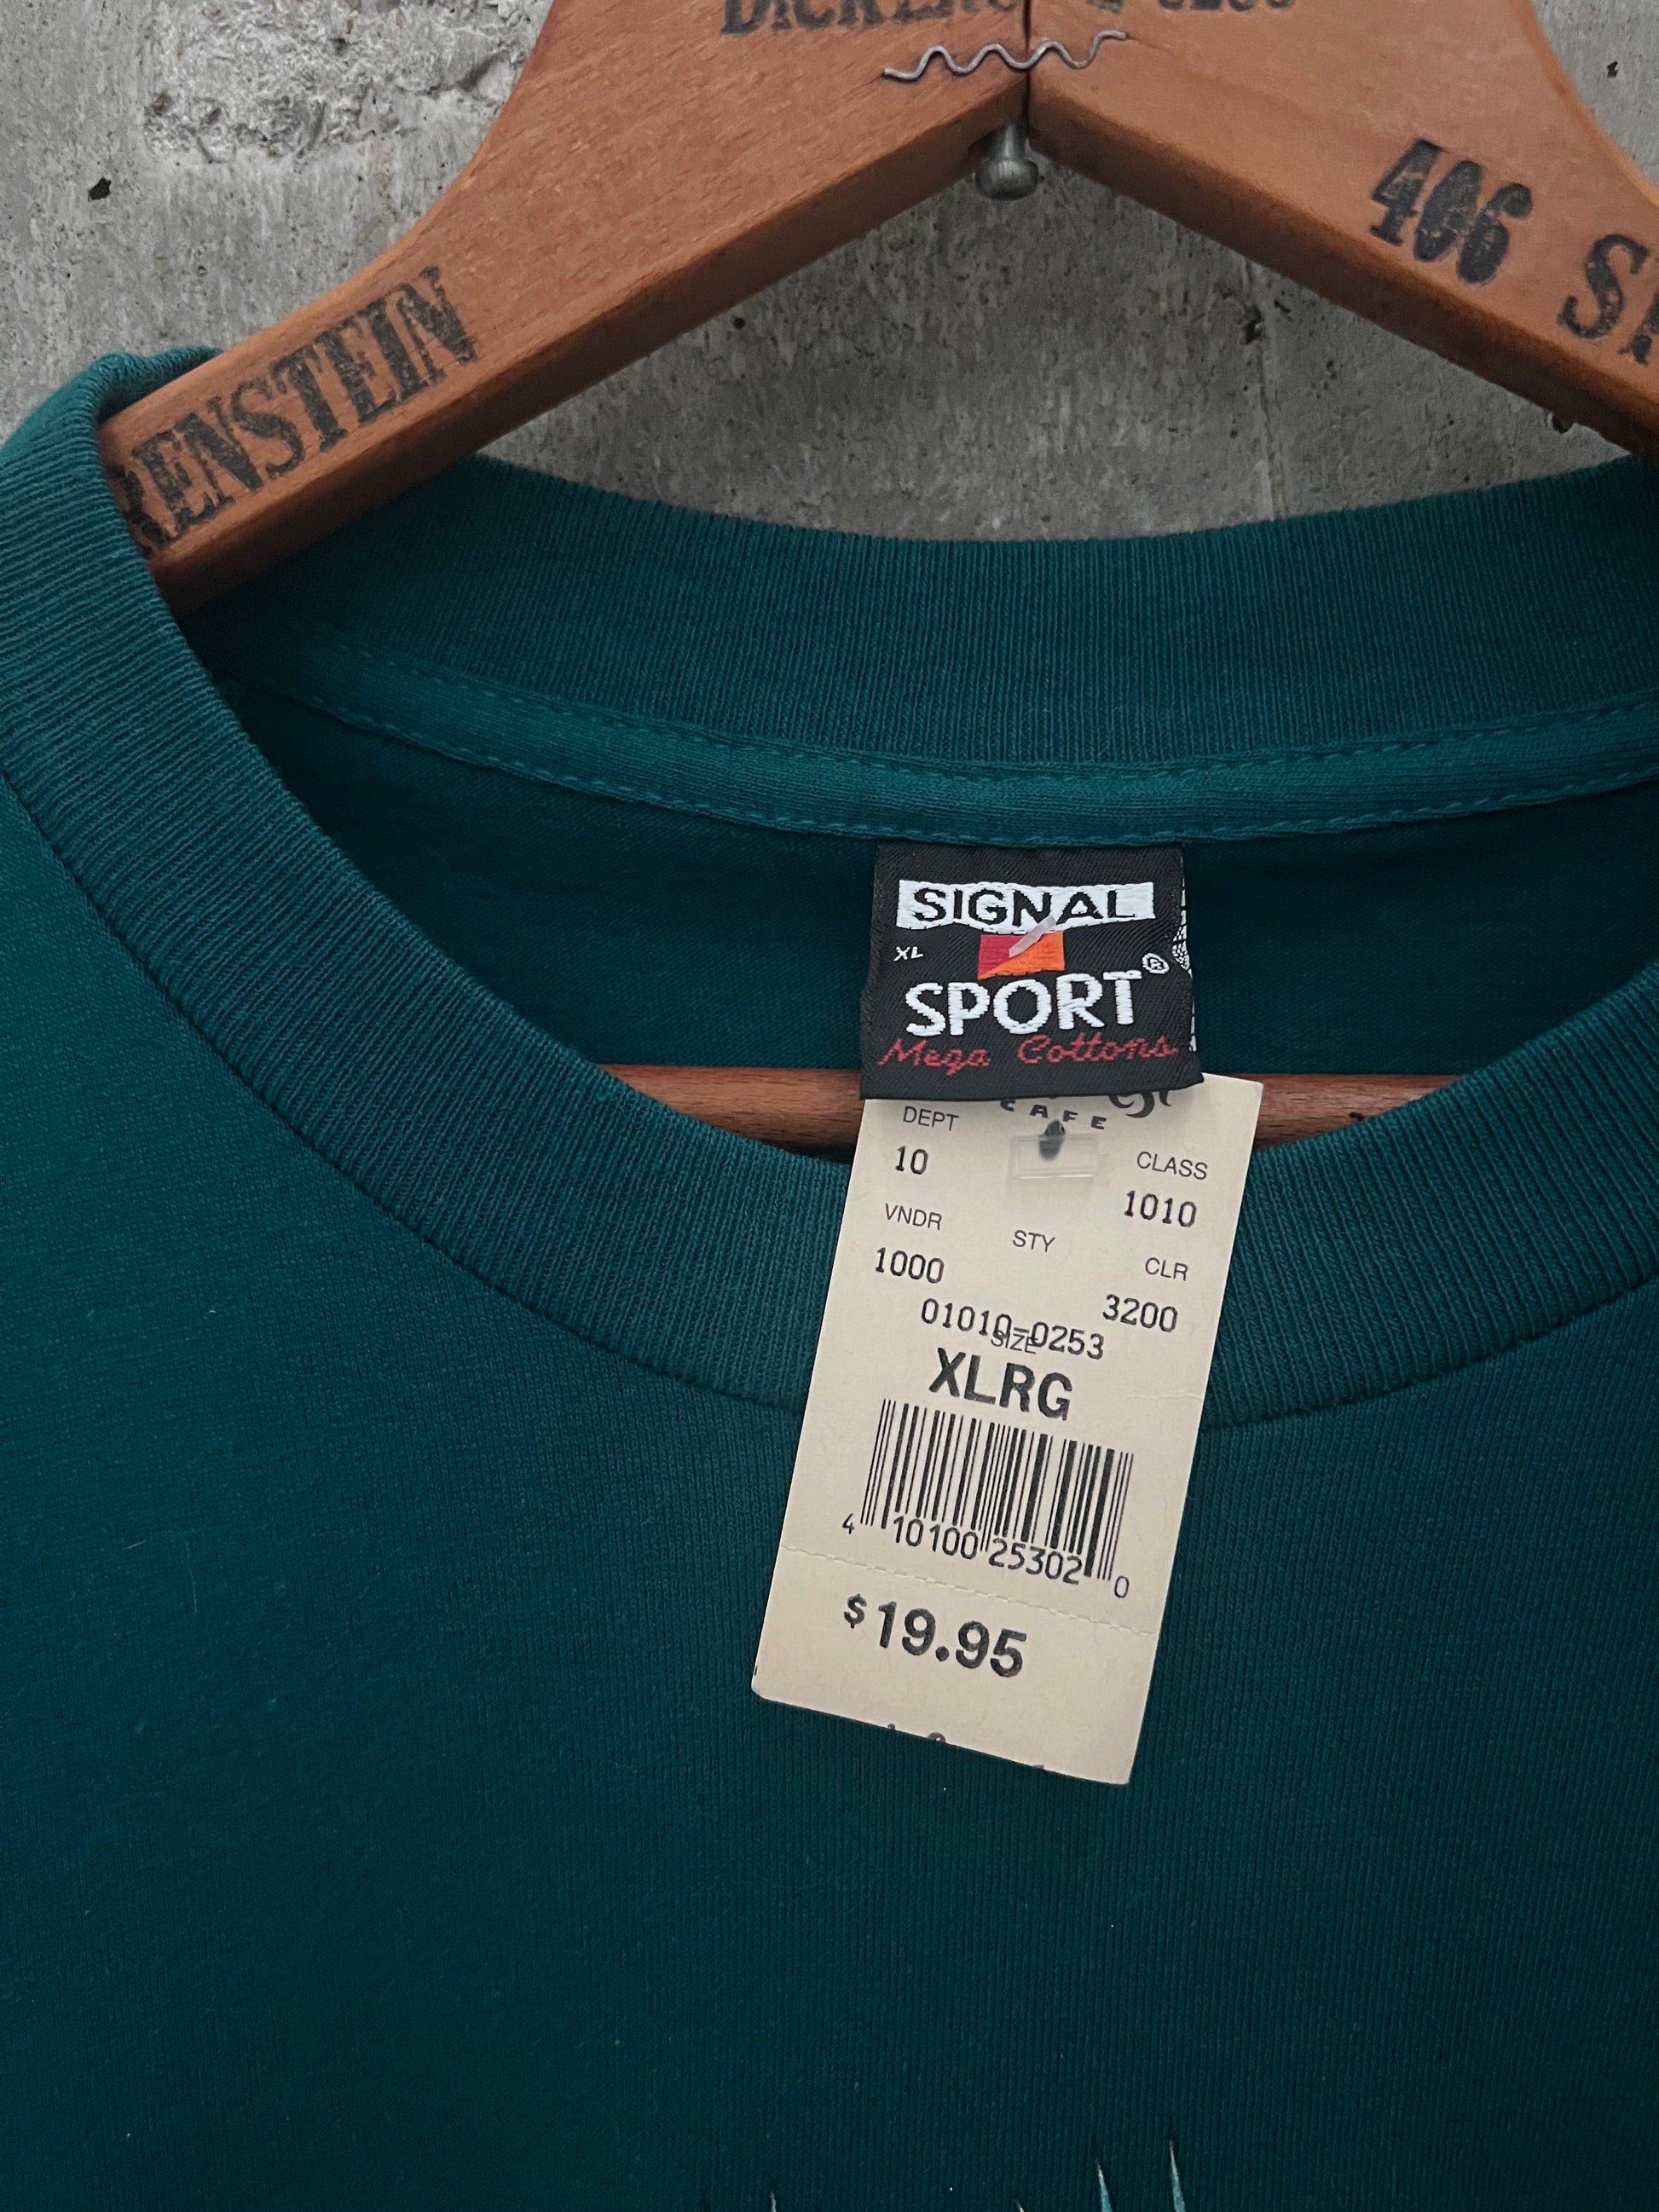 406
SIGNAL
XL
SPORT®
Mega Cottons
CAFE
DEPT
10
CLASS
1010
VNDR
1000
STY
CLR
3200
01010-0253
SIZE
XLRG
4 10100 25302 0
$19.95